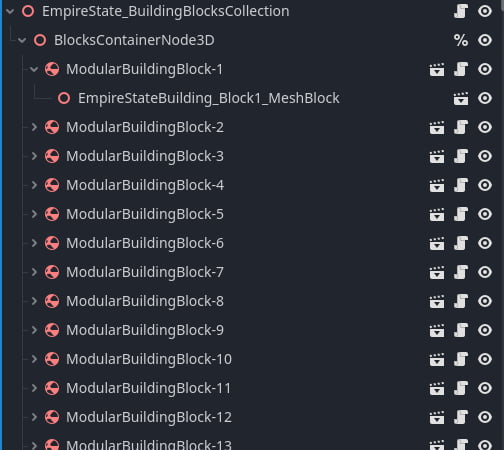 EmpireState_BuildingBlocksCollection
BlocksContainerNode3D %
ModularBuildingBlock-1
EmpireStateBuilding_Block1_MeshBlock
ModularBuildingBlock-2
ModularBuildingBlock-3
ModularBuildingBlock-4
ModularBuildingBlock-5
ModularBuildingBlock-6
ModularBuildingBlock-7
ModularBuildingBlock-8
ModularBuildingBlock-9
ModularBuildingBlock-10
ModularBuildingBlock-11
ModularBuildingBlock-12
ModularBuildingBlock-13